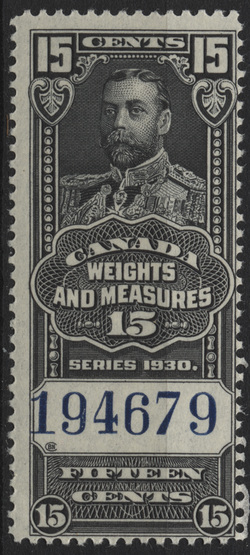 15 CENTS 15
CANADA
WEIGHTS
AND MEASURES
15
SERIES 1930.
194679
FIFTEEN
15 CENTS 15